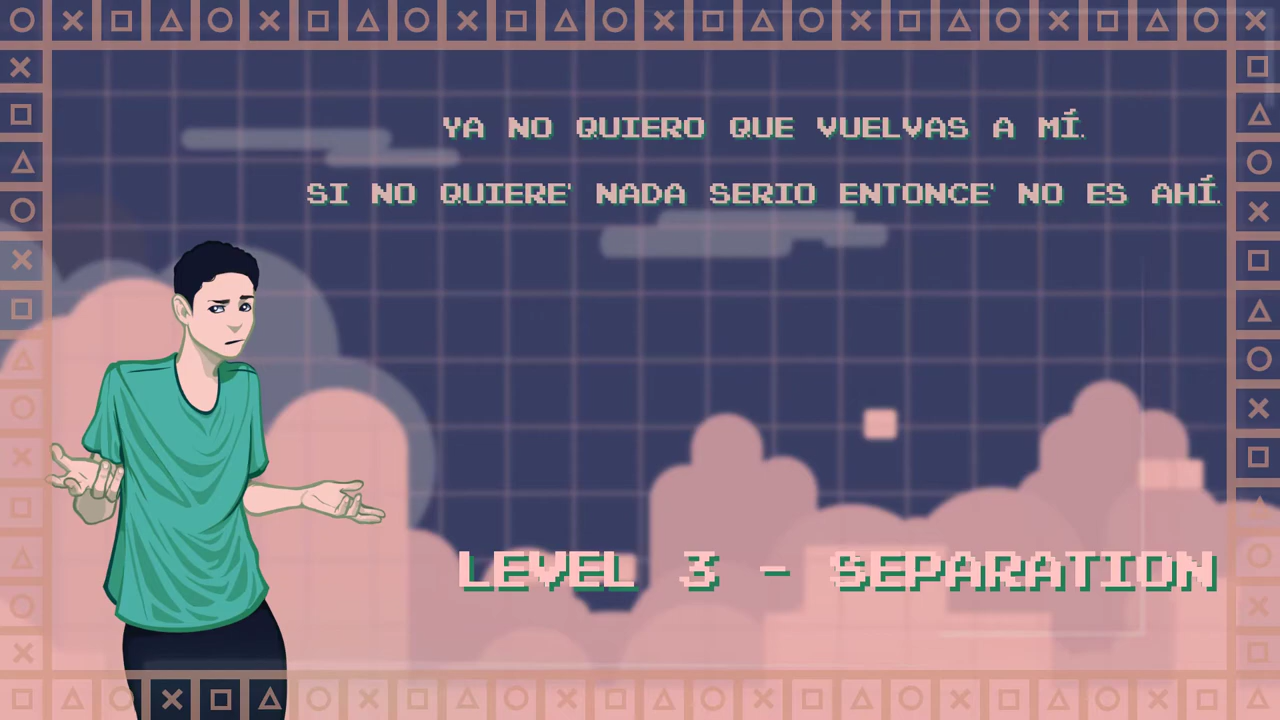 YA NO QUIERO QUE VUELVAS A MÍ.
SI NO QUIERE' NADA SERIO ENTONCE' NO ES AHÍ.
LEVEL 3 - SEPARATION